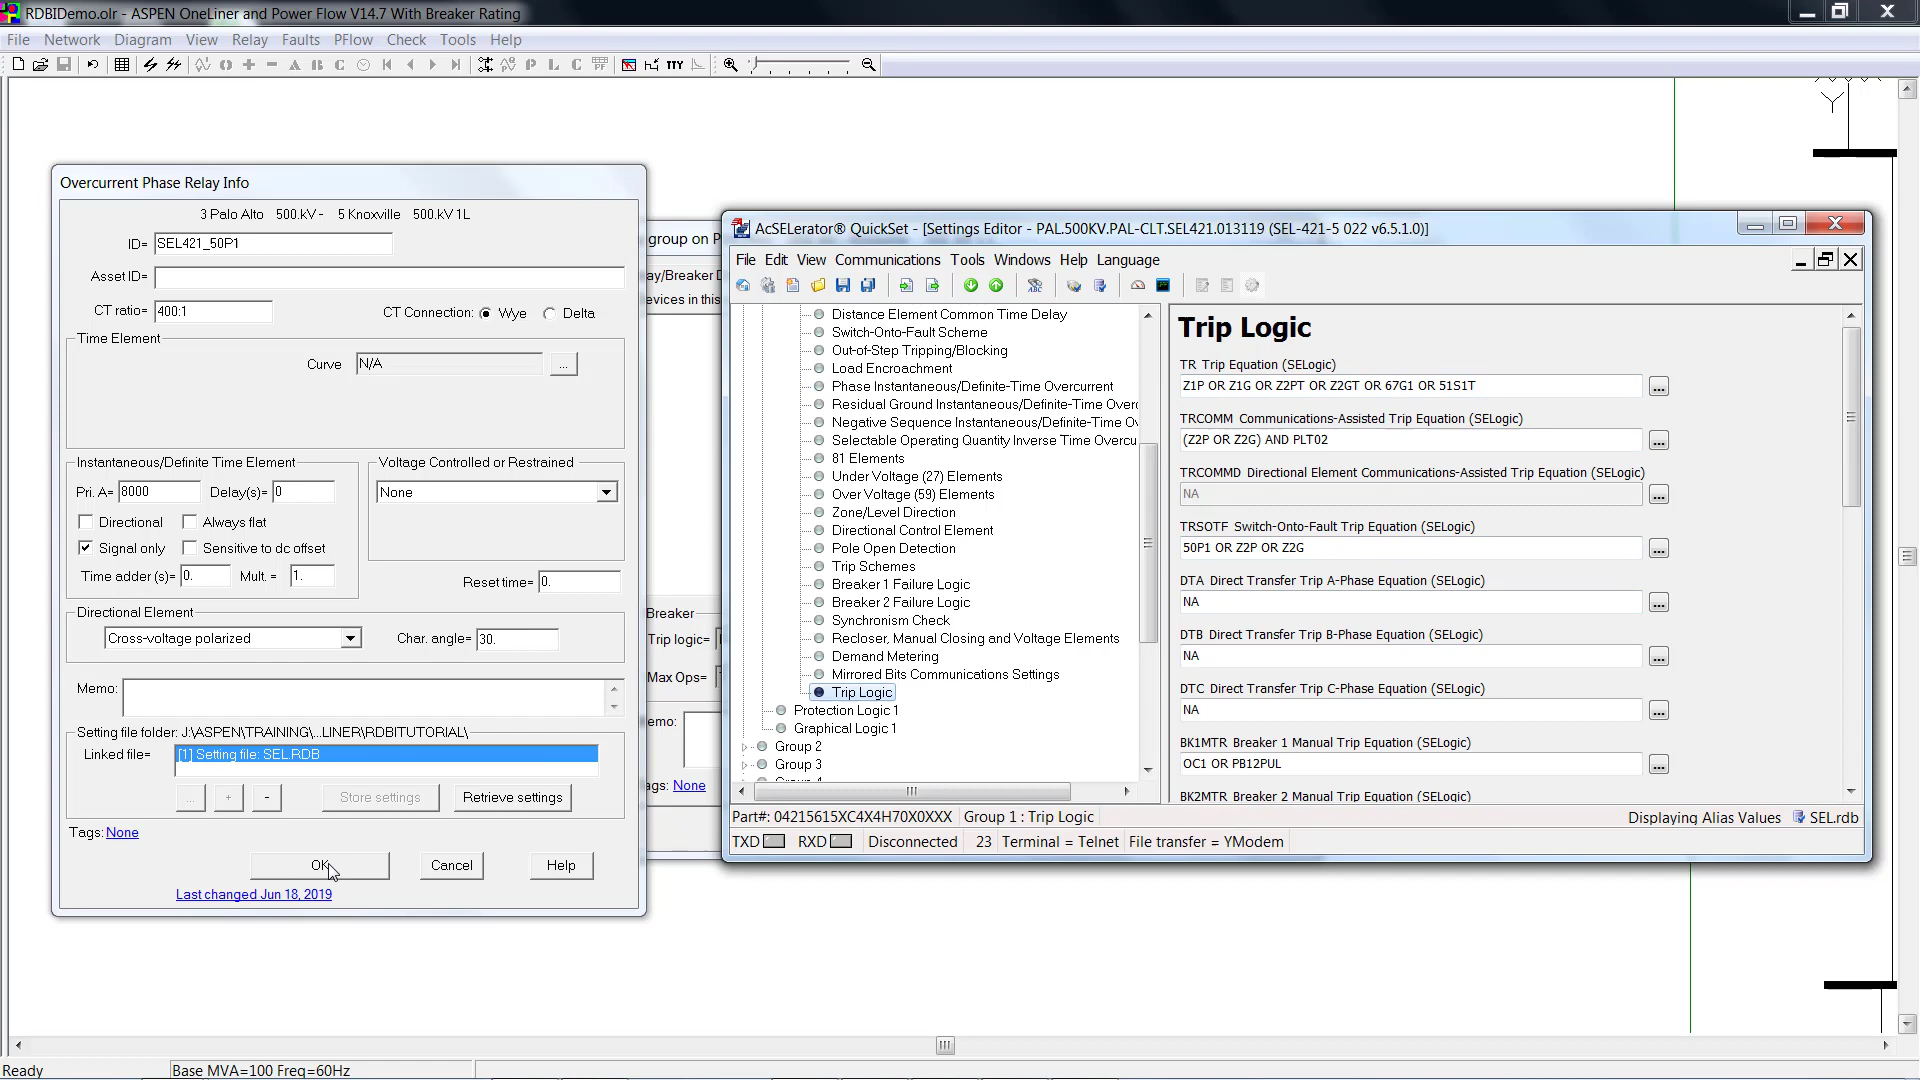 RDBIDemo.olr - ASPEN OneLiner and Power Flow V14.7 With Breaker Rating
File Network Diagram View Relay Faults PFlow Check Tools Help
TTY
Overcurrent Phase Relay Info
3 Palo Alto 500.kV - 5 Knoxville 500.kV 1L
ID= SEL421_50P1
Asset ID=
CT ratio= 400:1
CT Connection: Wye Delta
Time Element
Curve N/A ...
Instantaneous/Definite Time Element
Pri. A= 8000 Delay(s)= 0
Directional Always flat
Signal only Sensitive to dc offset
Time adder (s)= 0. Mult. = 1.
Voltage Controlled or Restrained
None
Reset time= 0.
Directional Element
Cross-voltage polarized Char. angle= 30.
Memo:
Setting file folder: J:\ASPEN\TRAINING\...LINER\RDBITUTORIAL\
Linked file= [1] Setting file: SEL.RDB
... + - Store settings Retrieve settings
Tags: None
OK Cancel Help
Last changed Jun 18, 2019
group on P
ay/Breaker D
evices in this
Breaker
Trip logic=
Max Ops=
emo:
ags: None
AcSELerator® QuickSet - [Settings Editor - PAL.500KV.PAL-CLT.SEL421.013119 (SEL-421-5 022 v6.5.1.0)]
File Edit View Communications Tools Windows Help Language
Distance Element Common Time Delay
Switch-Onto-Fault Scheme
Out-of-Step Tripping/Blocking
Load Encroachment
Phase Instantaneous/Definite-Time Overcurrent
Residual Ground Instantaneous/Definite-Time Overc
Negative Sequence Instantaneous/Definite-Time Ov
Selectable Operating Quantity Inverse Time Overcu
81 Elements
Under Voltage (27) Elements
Over Voltage (59) Elements
Zone/Level Direction
Directional Control Element
Pole Open Detection
Trip Schemes
Breaker 1 Failure Logic
Breaker 2 Failure Logic
Synchronism Check
Recloser, Manual Closing and Voltage Elements
Demand Metering
Mirrored Bits Communications Settings
Trip Logic
Protection Logic 1
Graphical Logic 1
Group 2
Group 3
Trip Logic
TR Trip Equation (SELogic)
Z1P OR Z1G OR Z2PT OR Z2GT OR 67G1 OR 51S1T ...
TRCOMM Communications-Assisted Trip Equation (SELogic)
(Z2P OR Z2G) AND PLT02 ...
TRCOMMD Directional Element Communications-Assisted Trip Equation (SELogic)
NA ...
TRSOTF Switch-Onto-Fault Trip Equation (SELogic)
50P1 OR Z2P OR Z2G ...
DTA Direct Transfer Trip A-Phase Equation (SELogic)
NA ...
DTB Direct Transfer Trip B-Phase Equation (SELogic)
NA ...
DTC Direct Transfer Trip C-Phase Equation (SELogic)
NA ...
BK1MTR Breaker 1 Manual Trip Equation (SELogic)
OC1 OR PB12PUL ...
BK2MTR Breaker 2 Manual Trip Equation (SELogic)
Part#: 04215615XC4X4H70X0XXX Group 1 : Trip Logic Displaying Alias Values SEL.rdb
TXD RXD Disconnected 23 Terminal = Telnet File transfer = YModem
Ready Base MVA=100 Freq=60Hz